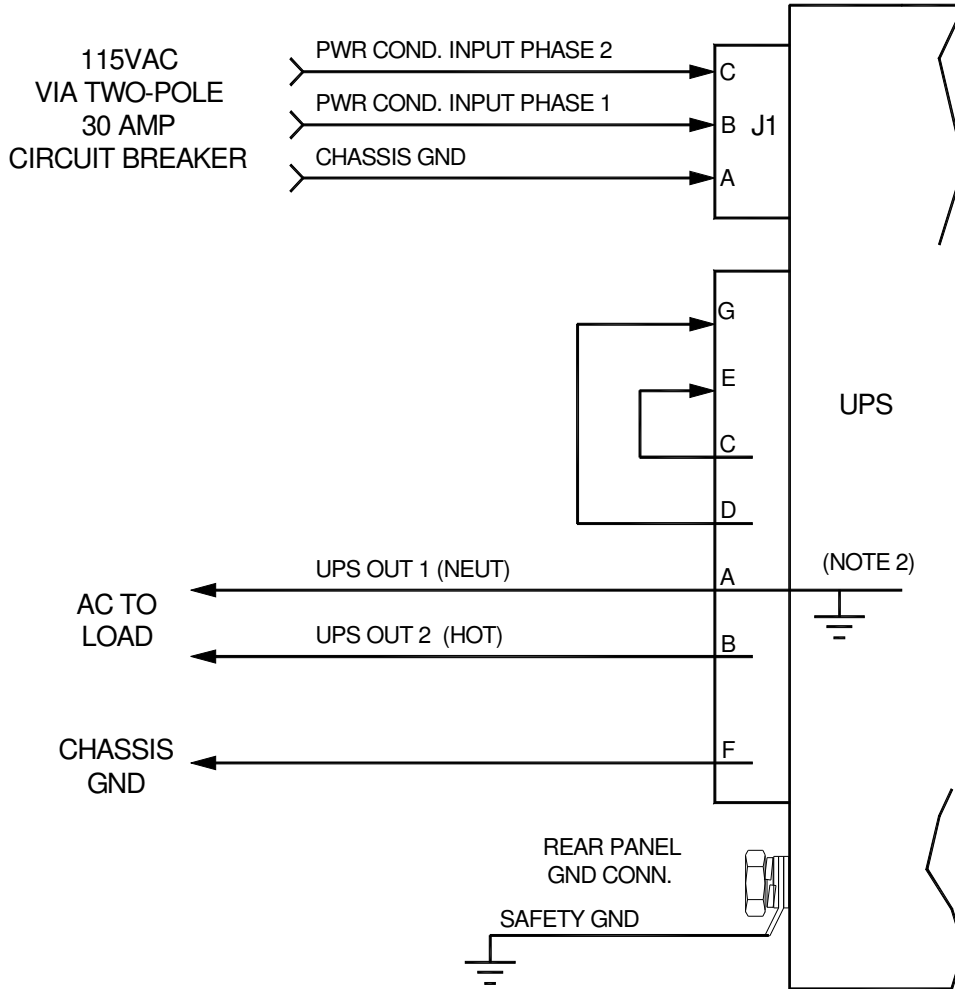 115VAC
VIA TWO-POLE
30 AMP
CIRCUIT BREAKER
PWR COND. INPUT PHASE 2
C
PWR COND. INPUT PHASE 1
B
J1
CHASSIS GND
A
G
E
C
D
UPS
UPS OUT 1 (NEUT)
A
(NOTE 2)
AC TO
LOAD
UPS OUT 2 (HOT)
B
CHASSIS
GND
F
REAR PANEL
GND CONN.
SAFETY GND